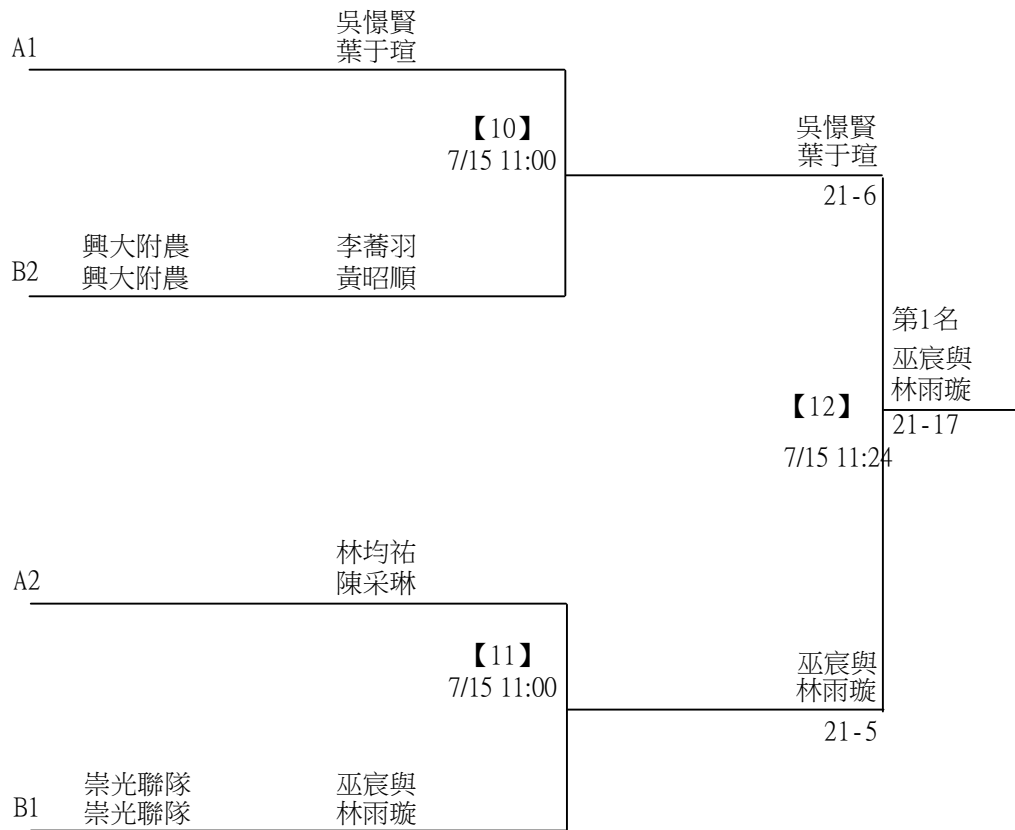 吳憬賢
A1
葉于瑄
【10】
7/15 11:00
吳憬賢
葉于瑄
21-6
興大附農 李蕎羽
B2
興大附農 黃昭順
第1名
巫宸與
林雨璇
【12】
21-17
7/15 11:24
林均祐
A2
陳采琳
【11】
7/15 11:00
巫宸與
林雨璇
21-5
崇光聯隊 巫宸與
B1
崇光聯隊 林雨璇